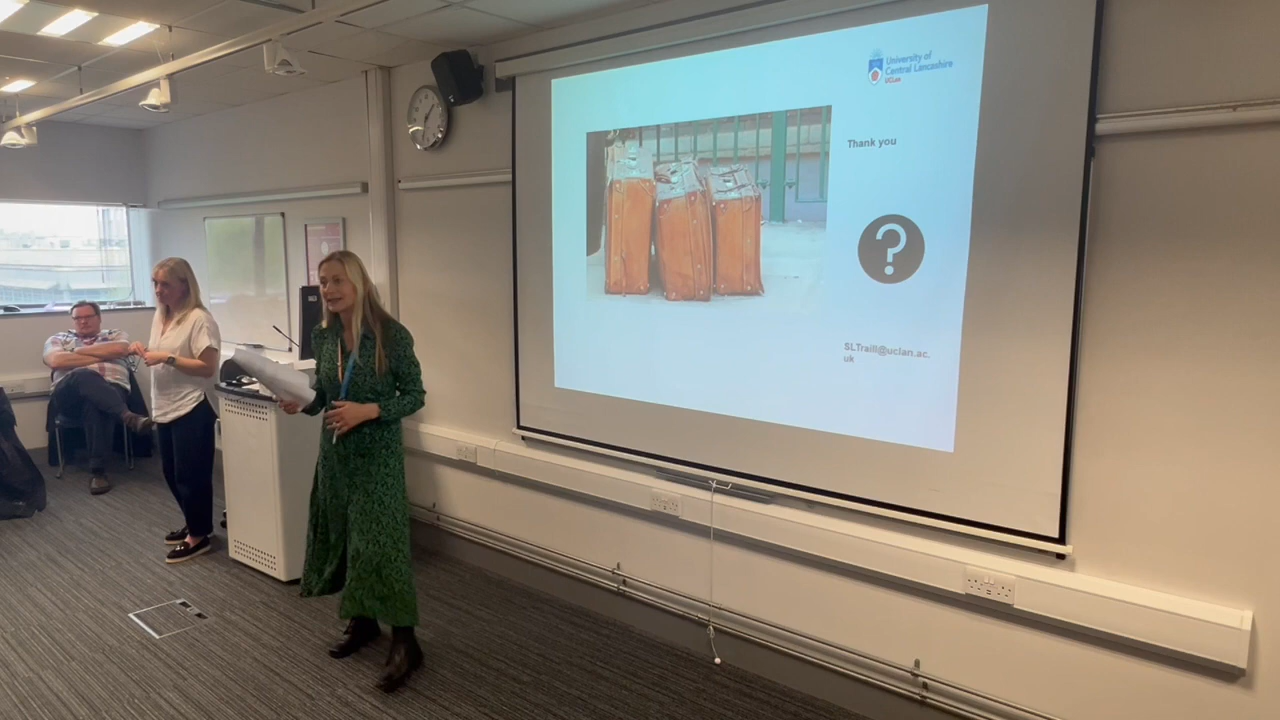 University of
Central Lancashire
UCLan
Thank you
?
SLTraill@uclan.ac.
uk